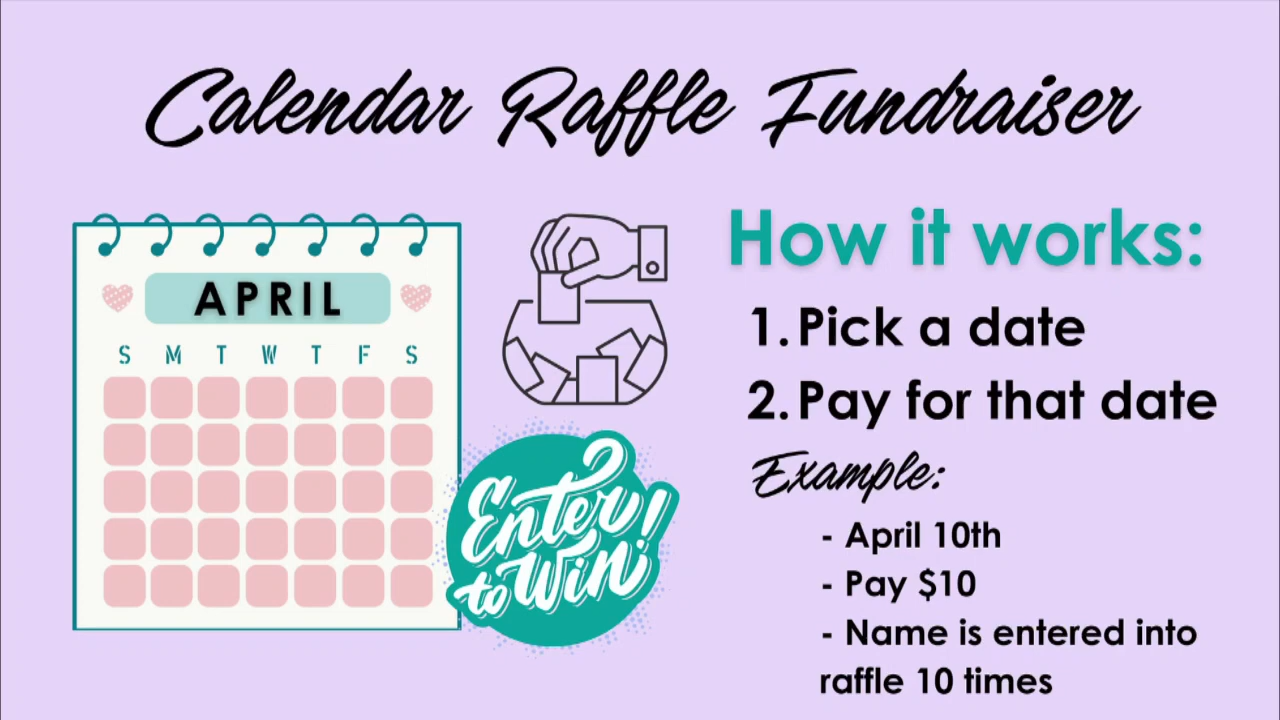 Calendar Raffle Fundraiser
APRIL
S M T W T F S
Enter
to Win!
How it works:
1. Pick a date
2. Pay for that date
Example:
- April 10th
- Pay $10
- Name is entered into
raffle 10 times